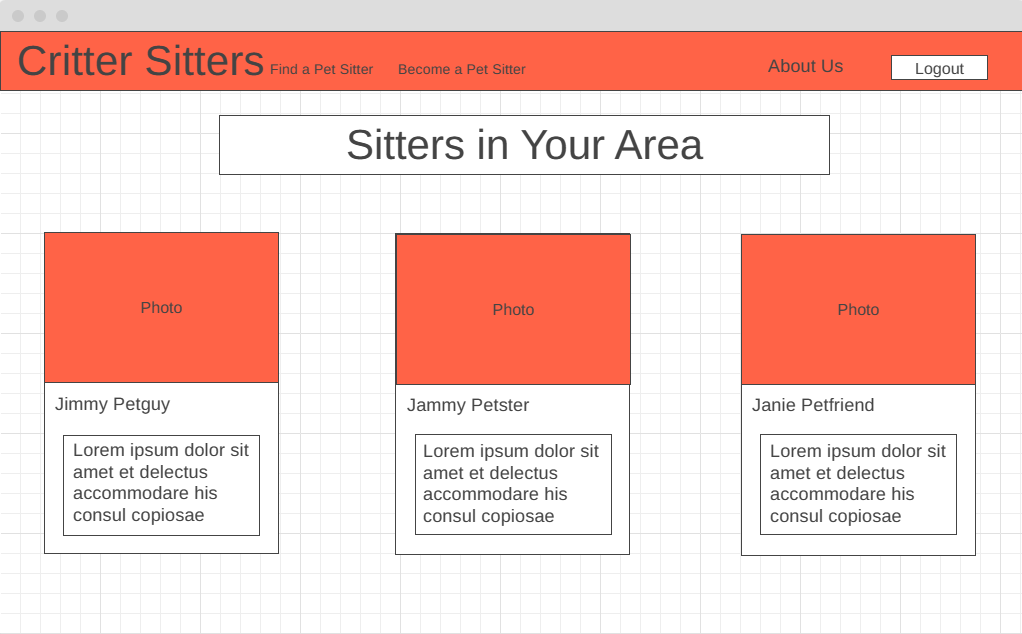 Critter Sitters Find a Pet Sitter Become a Pet Sitter About Us Logout
Sitters in Your Area
Photo
Jimmy Petguy
Lorem ipsum dolor sit
amet et delectus
accommodare his
consul copiosae
Photo
Jammy Petster
Lorem ipsum dolor sit
amet et delectus
accommodare his
consul copiosae
Photo
Janie Petfriend
Lorem ipsum dolor sit
amet et delectus
accommodare his
consul copiosae